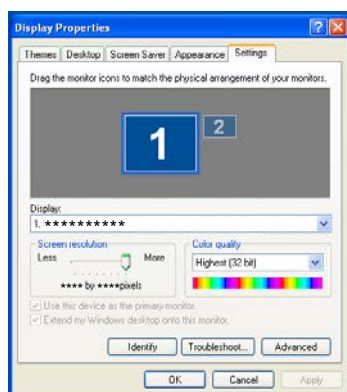 Display Properties
Themes Desktop Screen Saver Appearance Settings
Drag the monitor icons to match the physical arrangement of your monitors.
1 2
Display:
1. **********
Screen resolution
Less More
**** by ****pixels
Color quality
Highest (32 bit)
Use this device as the primary monitor.
Extend my Windows desktop onto this monitor.
Identify Troubleshoot... Advanced
OK Cancel Apply